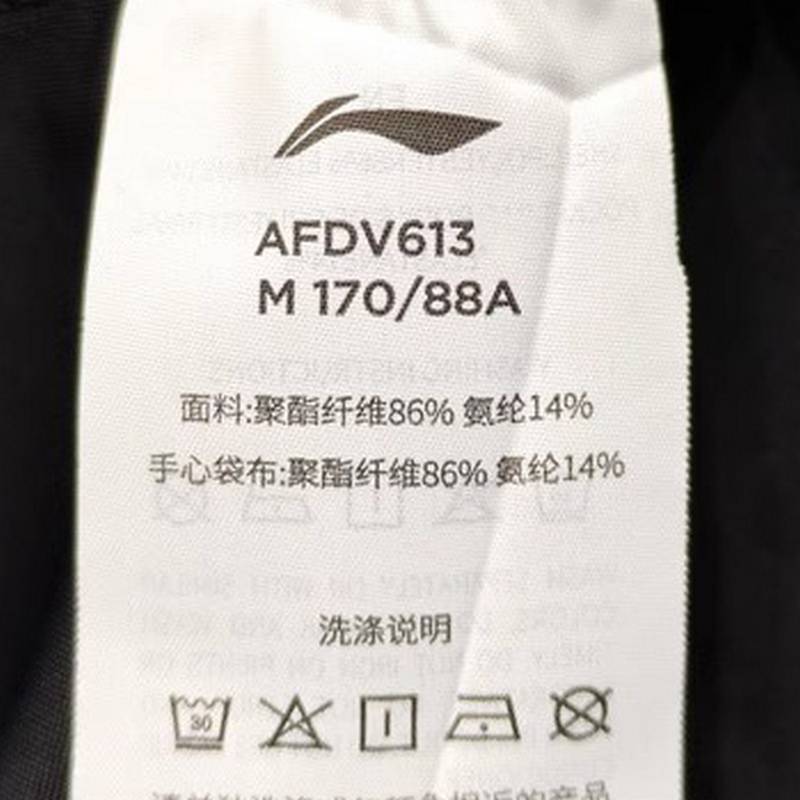 AFDV613
M 170/88A
面料:聚酯纤维86% 氨纶14%
手心袋布:聚酯纤维86% 氨纶14%
洗涤说明
30